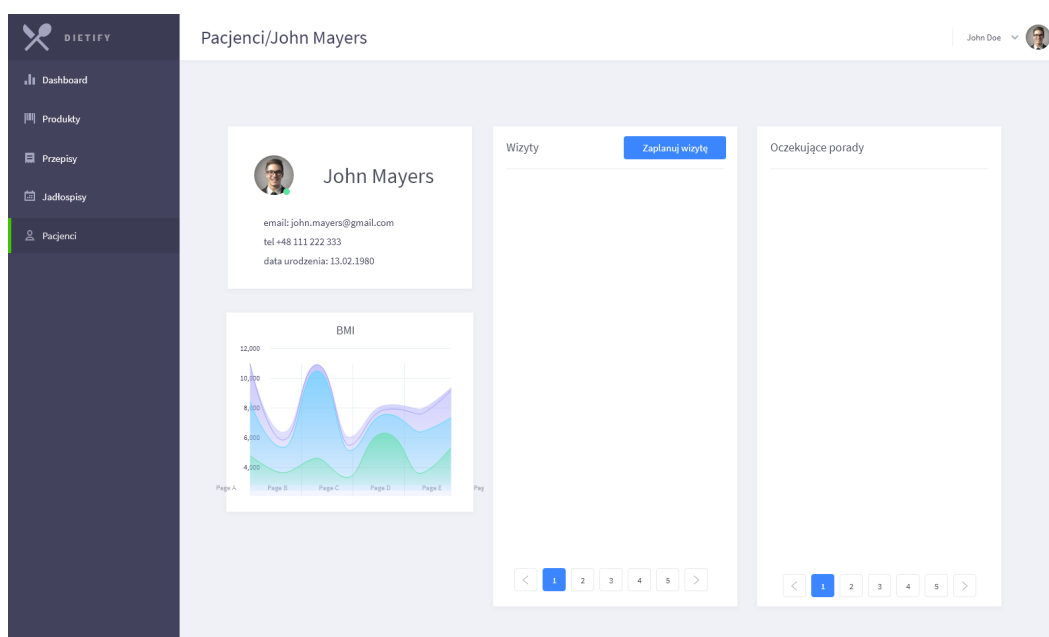 DIETIFY
Pacjenci/John Mayers
John Doe
Dashboard
Produkty
Przepisy
Jadłospisy
Pacjenci
John Mayers
email: john.mayers@gmail.com
tel +48 111 222 333
data urodzenia: 13.02.1980
BMI
12,000
10,000
8,000
6,000
4,000
Page A Page B Page C Page D Page E Pag
Wizyty
Zaplanuj wizytę
1 2 3 4 5
Oczekujące porady
1 2 3 4 5